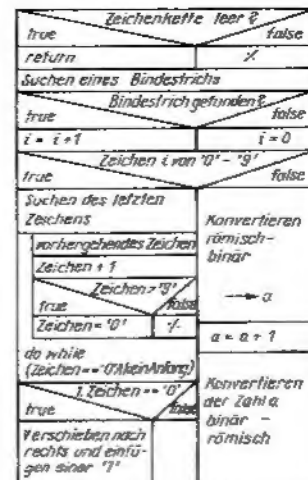 Zeichenkette leer?
true false
return %
Suchen eines Bindestrichs
Bindestrich gefunden?
true false
i = i+1 i = 0
Zeichen i von '0' - '9'
true false
Suchen des letzten
Zeichens
vorhergehendes Zeichen
Zeichen + 1
Zeichen > '9'
true false
Zeichen = '0' %
do while
(Zeichen == '0' ∧ kein Anfang)
1. Zeichen == '0'
true false
Verschieben nach
rechts und einfü-
gen einer '1'
Konvertieren
römisch-
binär
→ a
a = a + 1
Konvertieren
der Zahl a
binär -
römisch